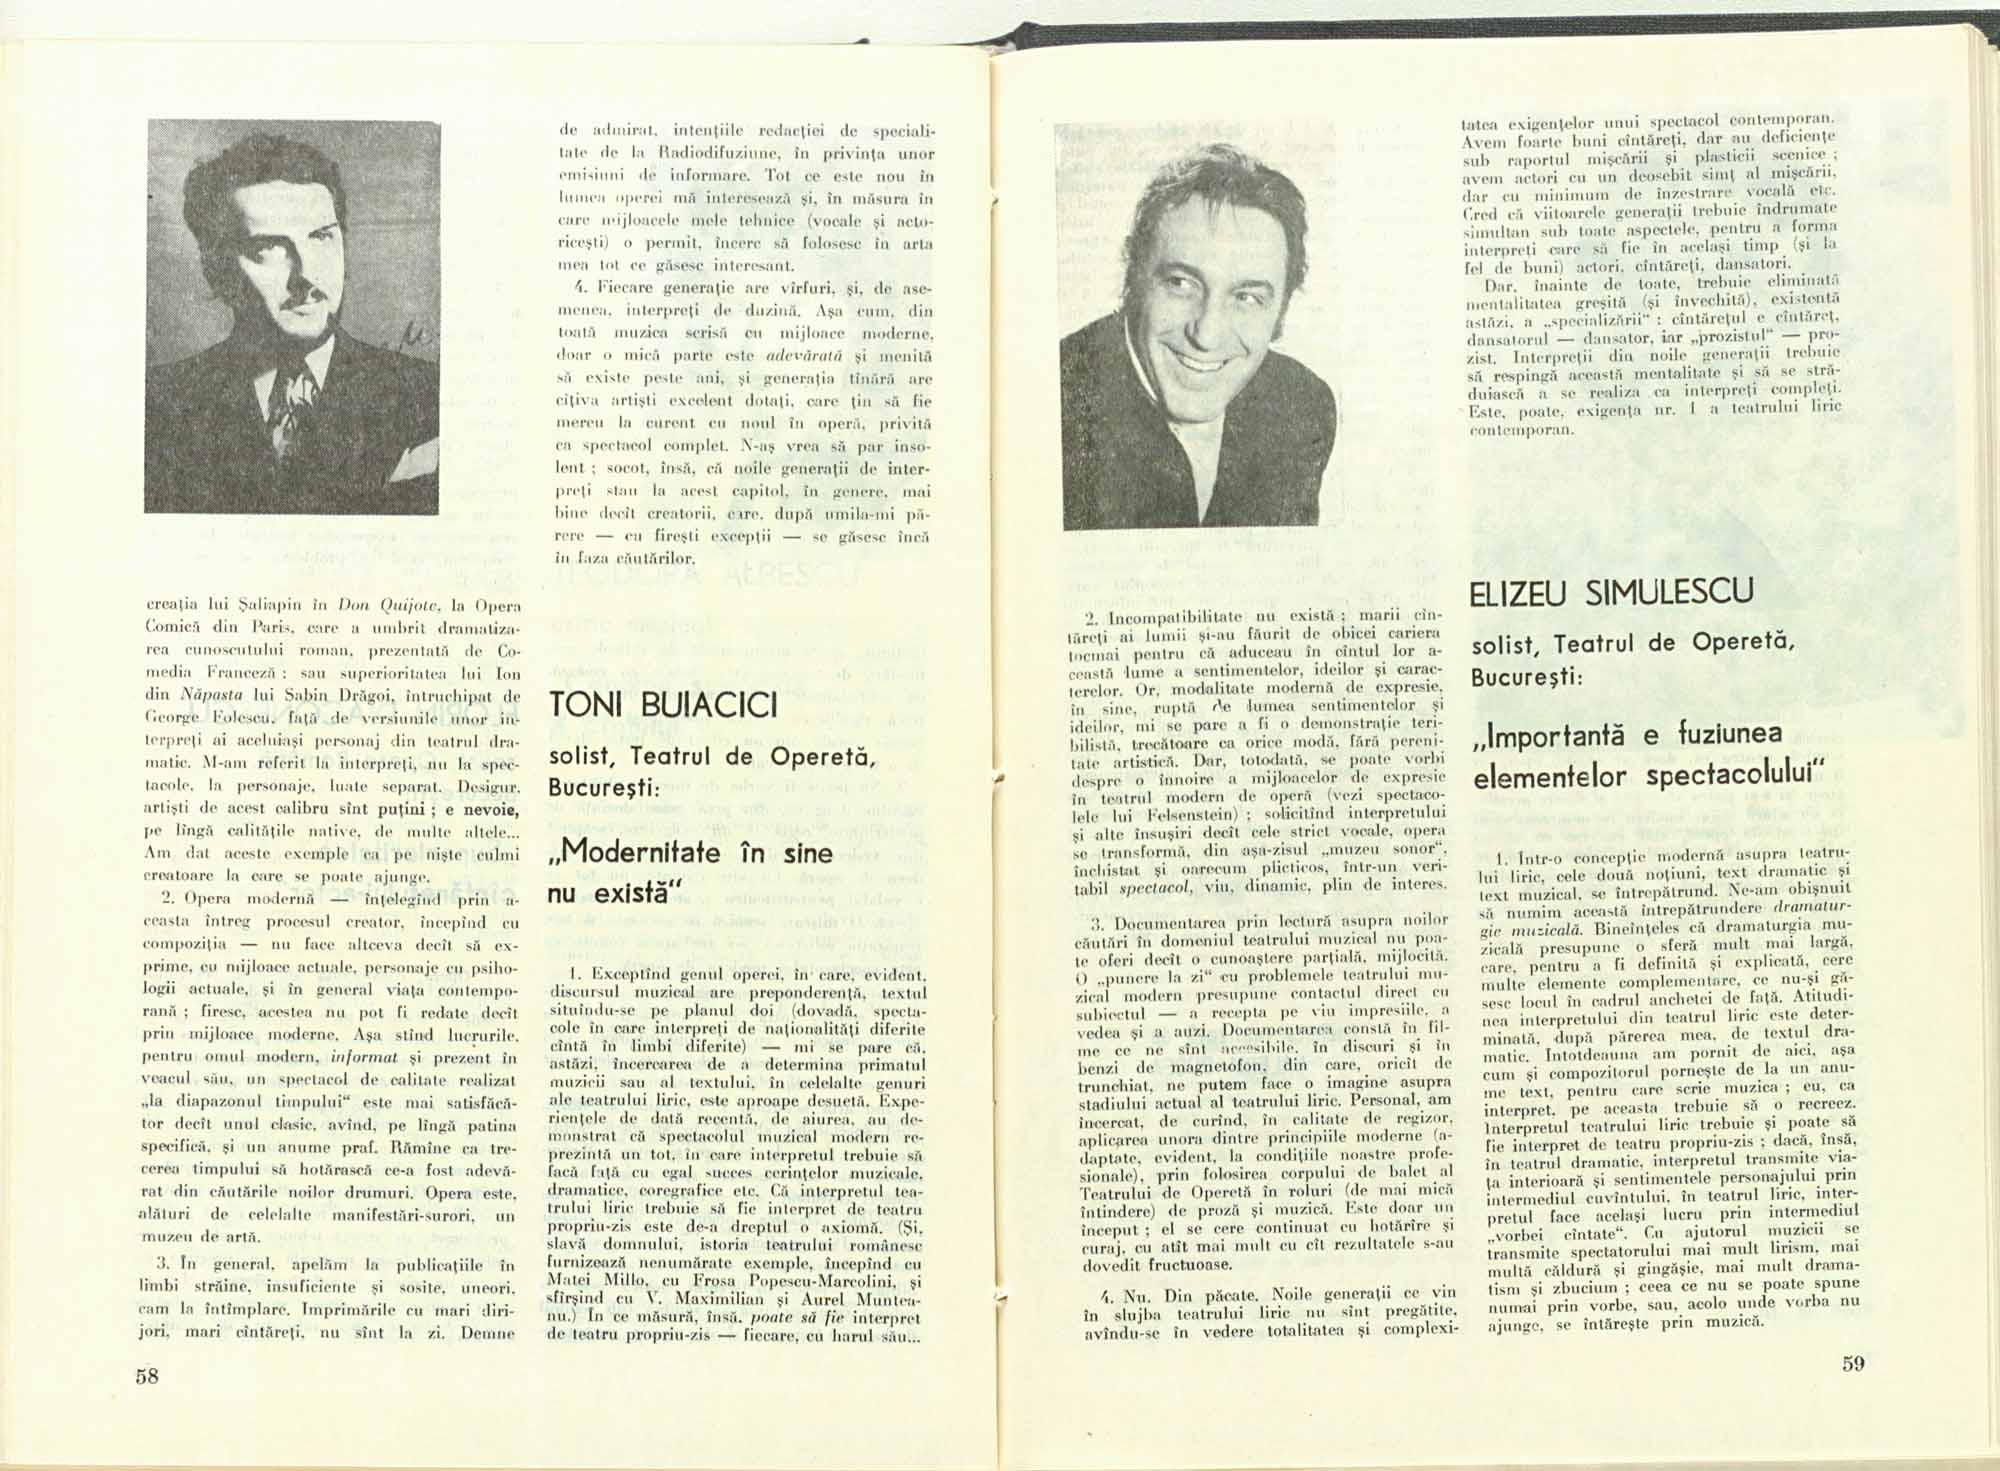 creația lui Șaliapin în Don Quijote, la Opera
Comică din Paris, care a umbrit dramatiza-
rea cunoscutului roman, prezentată de Co-
media Franceză ; sau superioritatea lui Ion
din Năpasta lui Sabin Drăgoi, întruchipat de
George Folescu, față de versiunile unor in-
terpreți ai aceluiași personaj din teatrul dra-
matic. M-am referit la interpreți, nu la spec-
tacole, la personaje, luate separat. Desigur,
artiști de acest calibru sînt puțini ; e nevoie,
pe lîngă calitățile native, de multe altele...
Am dat aceste exemple ca pe niște culmi
creatoare la care se poate ajunge.
2. Opera modernă — înțelegînd prin a-
ceasta întreg procesul creator, începînd cu
compoziția — nu face altceva decît să ex-
prime, cu mijloace actuale, personaje cu psiho-
logii actuale, și în general viața contempo-
rană ; firesc, acestea nu pot fi redate decît
prin mijloace moderne. Așa stînd lucrurile,
pentru omul modern, informat și prezent în
veacul său, un spectacol de calitate realizat
„la diapazonul timpului“ este mai satisfăcă-
tor decît unul clasic, avînd, pe lîngă patina
specifică, și un anume praf. Rămîne ca tre-
cerea timpului să hotărască ce-a fost adevă-
rat din căutările noilor drumuri. Opera este,
alături de celelalte manifestări-surori, un
muzeu de artă.
3. În general, apelăm la publicațiile în
limbi străine, insuficiente și sosite, uneori,
cam la întîmplare. Imprimările cu mari diri-
jori, mari cîntăreți, nu sînt la zi. Demne
58
de admirat, intențiile redacției de speciali-
tate de la Radiodifuziune, în privința unor
emisiuni de informare. Tot ce este nou în
lumea operei mă interesează și, în măsura în
care mijloacele mele tehnice (vocale și acto-
ricești) o permit, încerc să folosesc în arta
mea tot ce găsesc interesant.
4. Fiecare generație are vîrfuri, și, de ase-
menea, interpreți de duzină. Așa cum, din
toată muzica scrisă cu mijloace moderne,
doar o mică parte este adevărată și menită
să existe peste ani, și generația tînără are
cîțiva artiști excelent dotați, care țin să fie
mereu la curent cu noul în operă, privită
ca spectacol complet. N-aș vrea să par inso-
lent ; socot, însă, că noile generații de inter-
preți stau la acest capitol, în genere, mai
bine decît creatorii, care, după umila-mi pă-
rere — cu firești excepții — se găsesc încă
în faza căutărilor.
TONI BUIACICI
solist, Teatrul de Operetă,
București:
„Modernitate în sine
nu există“
1. Exceptînd genul operei, în care, evident,
discursul muzical are preponderență, textul
situîndu-se pe planul doi (dovadă, specta-
cole în care interpreți de naționalități diferite
cîntă în limbi diferite) — mi se pare că,
astăzi, încercarea de a determina primatul
muzicii sau al textului, în celelalte genuri
ale teatrului liric, este aproape desuetă. Expe-
riențele de dată recentă, de aiurea, au de-
monstrat că spectacolul muzical modern re-
prezintă un tot, în care interpretul trebuie să
facă față cu egal succes cerințelor muzicale,
dramatice, coregrafice etc. Că interpretul tea-
trului liric trebuie să fie interpret de teatru
propriu-zis este de-a dreptul o axiomă. (Și,
slavă domnului, istoria teatrului românesc
furnizează nenumărate exemple, începînd cu
Matei Millo, cu Frosa Popescu-Marcolini, și
sfîrșind cu V. Maximilian și Aurel Muntea-
nu.) În ce măsură, însă, poate să fie interpret
de teatru propriu-zis — fiecare, cu harul său...
2. Incompatibilitate nu există ; marii cîn-
tăreți ai lumii și-au făurit de obicei cariera
tocmai pentru că aduceau în cîntul lor a-
ceastă lume a sentimentelor, ideilor și carac-
terelor. Or, modalitate modernă de expresie,
în sine, ruptă de lumea sentimentelor și
ideilor, mi se pare a fi o demonstrație teri-
bilistă, trecătoare ca orice modă, fără pereni-
tate artistică. Dar, totodată, se poate vorbi
despre o înnoire a mijloacelor de expresie
în teatrul modern de operă (vezi spectaco-
lele lui Felsenstein) ; solicitînd interpretului
și alte însușiri decît cele strict vocale, opera
se transformă, din așa-zisul „muzeu sonor“,
închistat și oarecum plicticos, într-un veri-
tabil spectacol, viu, dinamic, plin de interes.
3. Documentarea prin lectură asupra noilor
căutări în domeniul teatrului muzical nu poa-
te oferi decît o cunoaștere parțială, mijlocită.
O „punere la zi“ cu problemele teatrului mu-
zical modern presupune contactul direct cu
subiectul — a recepta pe viu impresiile, a
vedea și a auzi. Documentarea constă în fil-
me ce ne sînt accesibile, în discuri și în
benzi de magnetofon, din care, oricît de
trunchiat, ne putem face o imagine asupra
stadiului actual al teatrului liric. Personal, am
încercat, de curînd, în calitate de regizor,
aplicarea unora dintre principiile moderne (a-
daptate, evident, la condițiile noastre profe-
sionale), prin folosirea corpului de balet al
Teatrului de Operetă în roluri (de mai mică
întindere) de proză și muzică. Este doar un
început ; el se cere continuat cu hotărîre și
curaj, cu atît mai mult cu cît rezultatele s-au
dovedit fructuoase.
4. Nu. Din păcate. Noile generații ce vin
în slujba teatrului liric nu sînt pregătite,
avîndu-se în vedere totalitatea și complexi-
tatea exigențelor unui spectacol contemporan.
Avem foarte buni cîntăreți, dar au deficiențe
sub raportul mișcării și plasticii scenice ;
avem actori cu un deosebit simț al mișcării,
dar cu minimum de înzestrare vocală etc.
Cred că viitoarele generații trebuie îndrumate
simultan sub toate aspectele, pentru a forma
interpreți care să fie în același timp (și la
fel de buni) actori, cîntăreți, dansatori.
Dar, înainte de toate, trebuie eliminată
mentalitatea greșită (și învechită), existentă
astăzi, a „specializării“ : cîntărețul e cîntăreț,
dansatorul — dansator, iar „prozistul“ — pro-
zist. Interpreții din noile generații trebuie
să respingă această mentalitate și să se stră-
duiască a se realiza ca interpreți compleți.
Este, poate, exigența nr. 1 a teatrului liric
contemporan.
ELIZEU SIMULESCU
solist, Teatrul de Operetă,
București:
„Importantă e fuziunea
elementelor spectacolului“
1. Într-o concepție modernă asupra teatru-
lui liric, cele două noțiuni, text dramatic și
text muzical, se întrepătrund. Ne-am obișnuit
să numim această întrepătrundere dramatur-
gie muzicală. Bineînțeles că dramaturgia mu-
zicală presupune o sferă mult mai largă,
care, pentru a fi definită și explicată, cere
multe elemente complementare, ce nu-și gă-
sesc locul în cadrul anchetei de față. Atitudi-
nea interpretului din teatrul liric este deter-
minată, după părerea mea, de textul dra-
matic. Întotdeauna am pornit de aici, așa
cum și compozitorul pornește de la un anu-
me text, pentru care scrie muzica ; eu, ca
interpret, pe aceasta trebuie să o recreez.
Interpretul teatrului liric trebuie și poate să
fie interpret de teatru propriu-zis ; dacă, însă,
în teatrul dramatic, interpretul transmite via-
ța interioară și sentimentele personajului prin
intermediul cuvîntului, în teatrul liric, inter-
pretul face același lucru prin intermediul
„vorbei cîntate“. Cu ajutorul muzicii se
transmite spectatorului mai mult lirism, mai
multă căldură și gingășie, mai mult drama-
tism și zbucium ; ceea ce nu se poate spune
numai prin vorbe, sau, acolo unde vorba nu
ajunge, se întărește prin muzică.
59